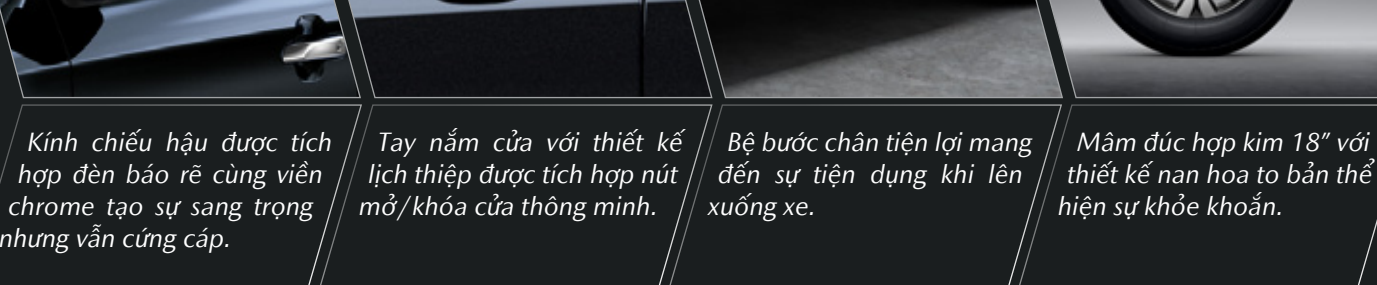 Kính chiếu hậu được tích
hợp đèn báo rẽ cùng viền
chrome tạo sự sang trọng
nhưng vẫn cứng cáp.
Tay nắm cửa với thiết kế
lịch thiệp được tích hợp nút
mở/khóa cửa thông minh.
Bệ bước chân tiện lợi mang
đến sự tiện dụng khi lên
xuống xe.
Mâm đúc hợp kim 18” với
thiết kế nan hoa to bản thể
hiện sự khỏe khoắn.